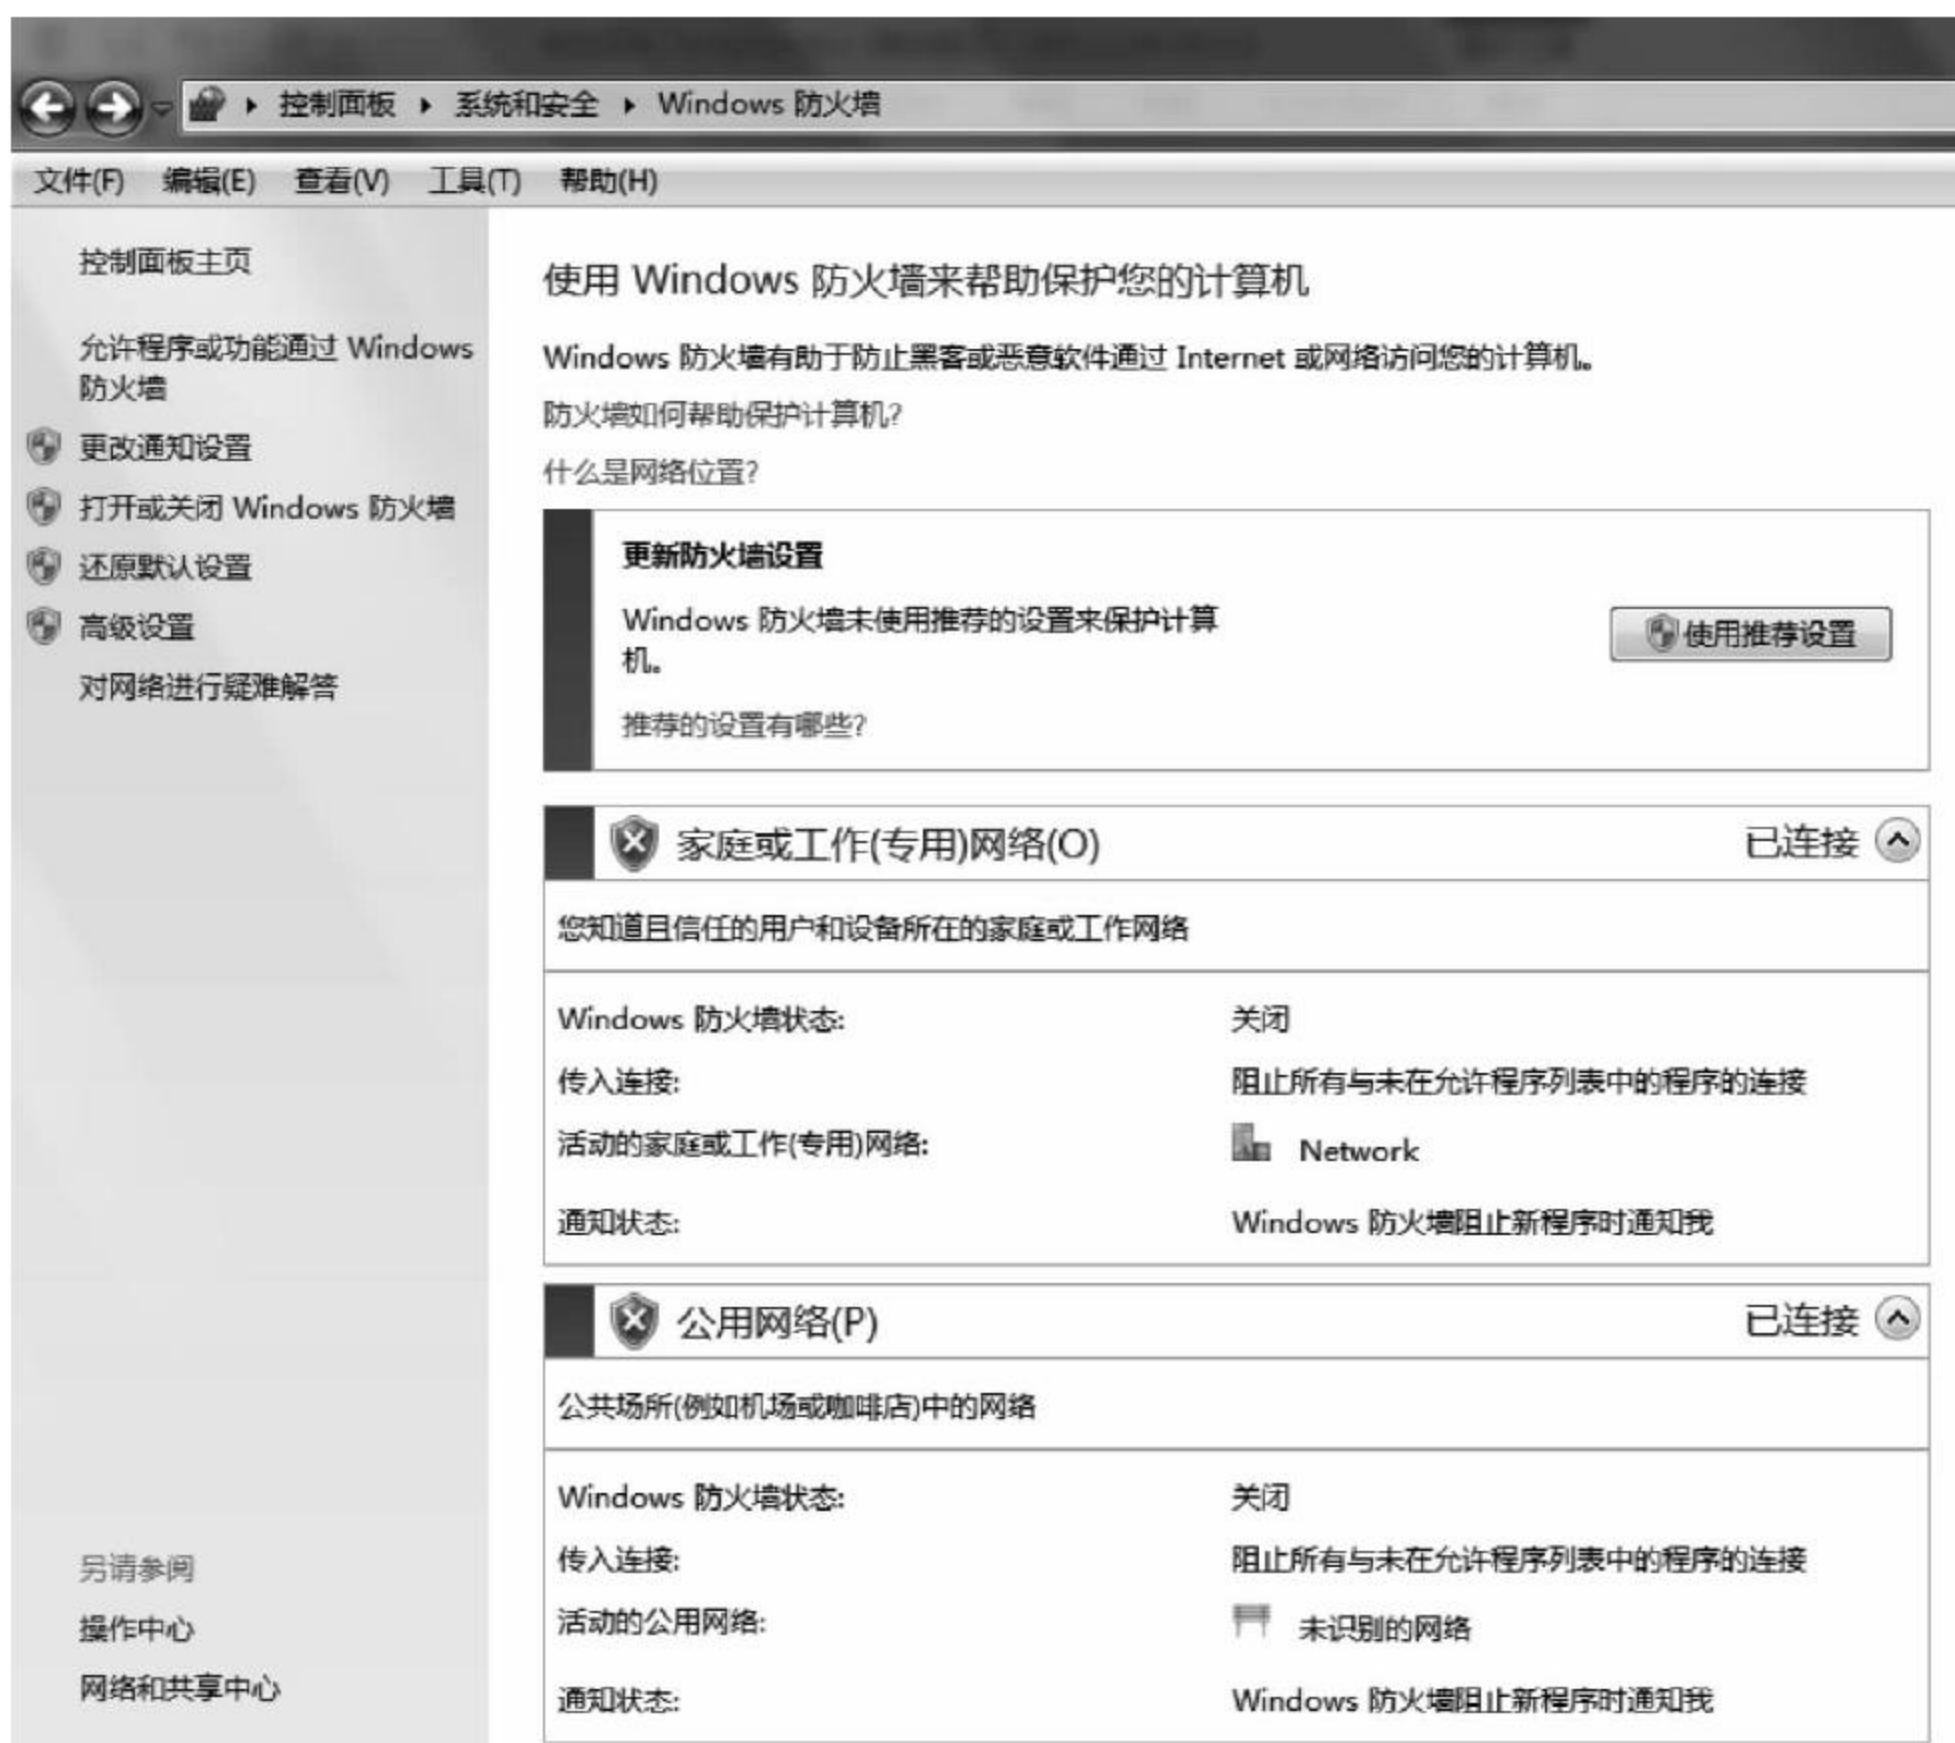 控制面板 ▸ 系统和安全 ▸ Windows 防火墙
文件(F) 编辑(E) 查看(V) 工具(T) 帮助(H)
控制面板主页
允许程序或功能通过 Windows
防火墙
更改通知设置
打开或关闭 Windows 防火墙
还原默认设置
高级设置
对网络进行疑难解答
另请参阅
操作中心
网络和共享中心
使用 Windows 防火墙来帮助保护您的计算机
Windows 防火墙有助于防止黑客或恶意软件通过 Internet 或网络访问您的计算机。
防火墙如何帮助保护计算机?
什么是网络位置?
更新防火墙设置
Windows 防火墙未使用推荐的设置来保护计算
机。
使用推荐设置
推荐的设置有哪些?
家庭或工作(专用)网络(O) 已连接
您知道且信任的用户和设备所在的家庭或工作网络
Windows 防火墙状态: 关闭
传入连接: 阻止所有与未在允许程序列表中的程序的连接
活动的家庭或工作(专用)网络: Network
通知状态: Windows 防火墙阻止新程序时通知我
公用网络(P) 已连接
公共场所(例如机场或咖啡店)中的网络
Windows 防火墙状态: 关闭
传入连接: 阻止所有与未在允许程序列表中的程序的连接
活动的公用网络: 未识别的网络
通知状态: Windows 防火墙阻止新程序时通知我